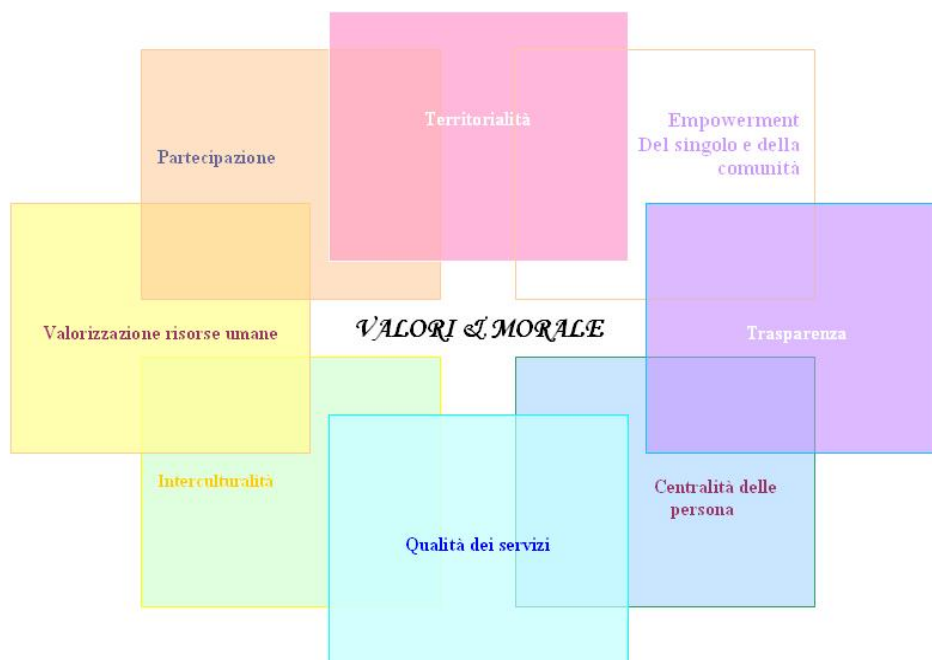 Territorialità
Empowerment
Del singolo e della
comunità
Partecipazione
Valorizzazione risorse umane
VALORI & MORALE
Trasparenza
Interculturalità
Centralità delle
persona
Qualità dei servizi